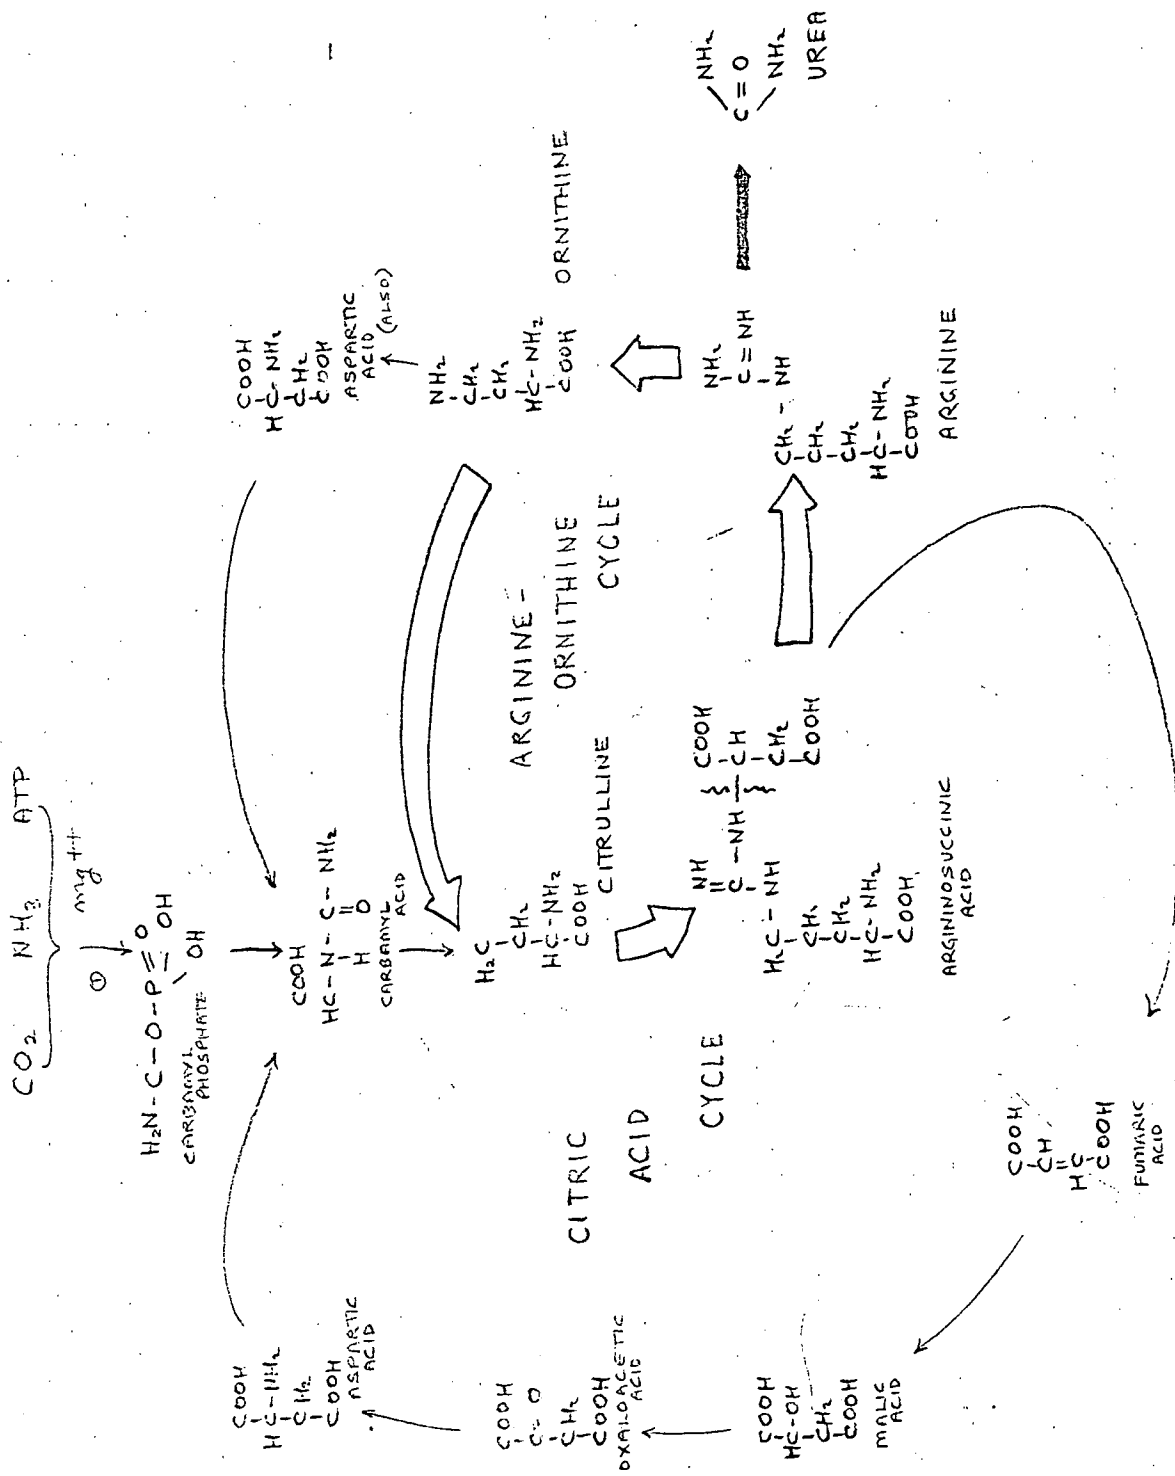 CO2 NH3 ATP
① mg++
H2N-C-O-P=O
OH
OH
CARBAMYL
PHOSPHATE
COOH
HC-N-C-NH2
H O
CARBAMYL
ACID
COOH
HC-NH2
CH2
COOH
ASPARTIC
ACID
COOH
HC-NH2
CH2
COOH
ASPARTIC
ACID
(ALSO)
COOH
C=O
CH2
COOH
OXALOACETIC
ACID
CITRIC
ACID
CYCLE
H2C
CH2
HC-NH2
COOH
CITRULLINE
ARGININE-
ORNITHINE
CYCLE
NH2
CH2
CH2
HC-NH2
COOH
ORNITHINE
COOH
HC-OH
CH2
COOH
MALIC
ACID
NH
C-NH-CH
NH
COOH
CH2
COOH
H2C
CH2
CH2
HC-NH2
COOH
ARGININOSUCCINIC
ACID
NH2
C=NH
NH
CH2
CH2
CH2
HC-NH2
COOH
ARGININE
NH2
C=O
NH2
UREA
COOH
CH
HC
COOH
FUMARIC
ACID